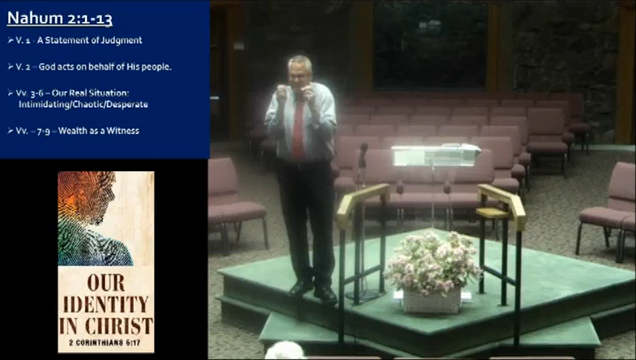 Nahum 2:1-13
➢ V. 1 - A Statement of Judgment
➢ V. 2 – God acts on behalf of His people.
➢ Vv. 3-6 – Our Real Situation:
Intimidating/Chaotic/Desperate
➢ Vv. – 7-9 – Wealth as a Witness
OUR
IDENTITY
IN CHRIST
2 CORINTHIANS 5:17